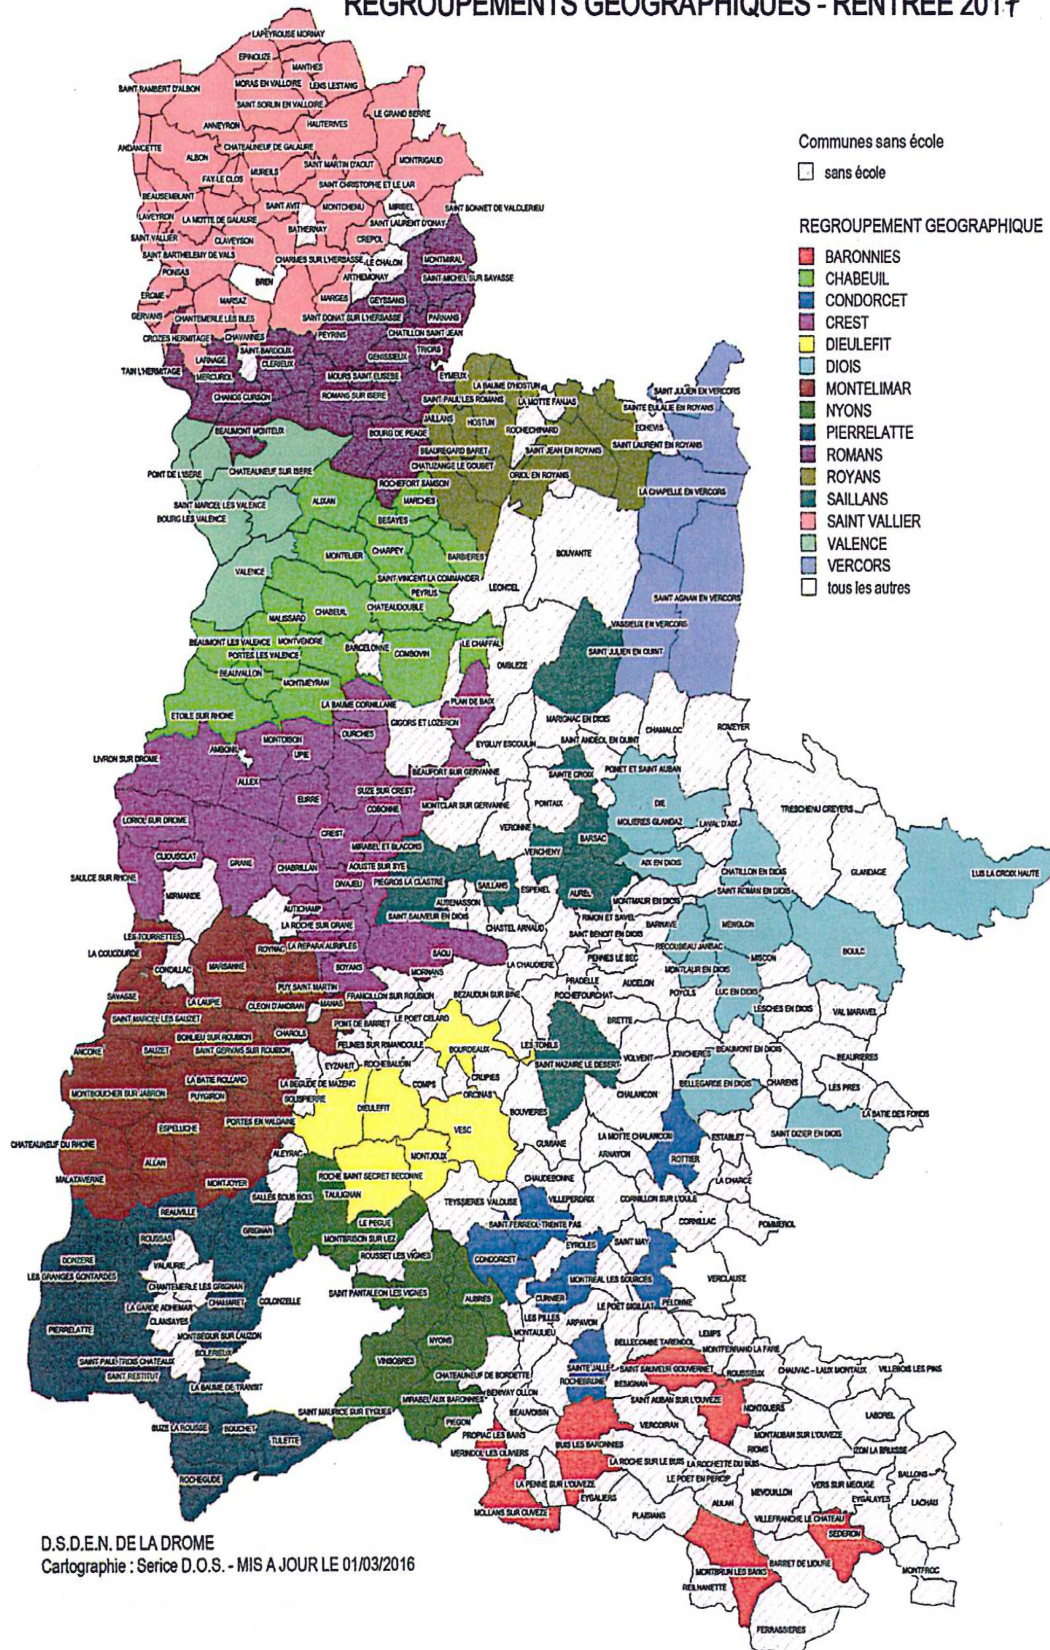 REGROUPEMENTS GEOGRAPHIQUES - RENTREE 2017
Communes sans école
sans école
REGROUPEMENT GEOGRAPHIQUE
BARONNIES
CHABEUIL
CONDORCET
CREST
DIEULEFIT
DIOIS
MONTELIMAR
NYONS
PIERRELATTE
ROMANS
ROYANS
SAILLANS
SAINT VALLIER
VALENCE
VERCORS
tous les autres
LAPEYROUSE MORNAY
EPINOUZE
MANTHES
SAINT RAMBERT D'ALBON
MORAS EN VALLOIRE
LENS LESTANG
SAINT SORLIN EN VALLOIRE
LE GRAND SERRE
ANNEYRON
HAUTERIVES
ANDANCETTE
CHATEAUNEUF DE GALAURE
ALBON
MONTRIGAUD
SAINT MARTIN D'AOUT
FAY-LE CLOS
MUREILS
SAINT CHRISTOPHE ET LE LAR
BEAUSEMBLANT
SAINT AVIT
MONTCHENU
MIRIBEL
SAINT BONNET DE VALCLERIEU
LAVEYRON
LA MOTTE DE GALAURE
BATHERNAY
SAINT LAURENT D'ONAY
SAINT VALLIER
CLAVEYSON
CREPOL
SAINT BARTHELEMY DE VALS
CHARMES SUR L'HERBASSE
LE CHALON
MONTMIRAL
PONSAS
BREN
ARTHEMONAY
SAINT MICHEL SUR SAVASSE
EROME
MARSAZ
MARGES
GEYSSANS
GERVANS
CHANTEMERLE LES BLES
SAINT DONAT SUR L'HERBASSE
PARNANS
CROZES HERMITAGE
CHAVANNES
PEYRINS
CHATILLON SAINT JEAN
SAINT BARDOUX
LARNAGE
CLERIEUX
GENISSIEUX
TRIORS
TAIN L'HERMITAGE
MERCUROL
MOURS SAINT EUSEBE
EYMEUX
LA BAUME D'HOSTUN
SAINT JULIEN EN VERCORS
CHANOS CURSON
ROMANS SUR ISERE
SAINT PAUL LES ROMANS
LA MOTTE FANJAS
SAINTE EULALIE EN ROYANS
JAILLANS
HOSTUN
ROCHECHINARD
ECHEVIS
BEAUMONT MONTEUX
BOURG DE PEAGE
SAINT LAURENT EN ROYANS
BEAUREGARD BARET
SAINT JEAN EN ROYANS
PONT DE L'ISERE
CHATEAUNEUF SUR ISERE
CHATUZANGE LE GOUBET
ORIOL EN ROYANS
ROCHEFORT SAMSON
LA CHAPELLE EN VERCORS
SAINT MARCEL LES VALENCE
ALIXAN
MARCHES
BOURG LES VALENCE
BESAYES
MONTELIER
CHARPEY
BARBIERES
BOUVANTE
VALENCE
SAINT VINCENT LA COMMANDER
LEONCEL
PEYRUS
SAINT AGNAN EN VERCORS
CHATEAUDOUBLE
MALISSARD
CHABEUIL
VASSIEUX EN VERCORS
BEAUMONT LES VALENCE
MONTVENDRE
BARCELONNE
LE CHAFFAL
PORTES LES VALENCE
COMBOVIN
OMBLEZE
SAINT JULIEN EN QUINT
BEAUVALLON
MONTMEYRAN
LA BAUME CORNILLANE
PLAN DE BAIX
ETOILE SUR RHONE
GIGORS ET LOZERON
MARIGNAC EN DIOIS
CHAMALOC
ROMEYER
OURCHES
SAINT ANDEOL EN QUINT
MONTOISON
AMBONIL
UPIE
EYGLUY ESCOULIN
LIVRON SUR DROME
BEAUFORT SUR GERVANNE
SAINTE CROIX
PONET ET SAINT AUBAN
ALLEX
SUZE SUR CREST
EURRE
COBONNE
MONTCLAR SUR GERVANNE
PONTAIX
DIE
TRESCHENU CREYERS
LORIOL SUR DROME
VERONNE
MOLIERES GLANDAZ
LAVAL D'AIX
CREST
MIRABEL ET BLACONS
BARSAC
CLIOUSCLAT
GRANE
CHABRILLAN
AOUSTE SUR SYE
VERCHENY
AIX EN DIOIS
CHATILLON EN DIOIS
GLANDAGE
LUS LA CROIX HAUTE
SAULCE SUR RHONE
DIVAJEU
PIEGROS LA CLASTRE
SAILLANS
ESPENEL
AUREL
SAINT ROMAN EN DIOIS
MIRMANDE
AUBENASSON
MONTMAUR EN DIOIS
AUTICHAMP
SAINT SAUVEUR EN DIOIS
RIMON ET SAVEL
BARNAVE
MENGLON
LA ROCHE SUR GRANE
CHASTEL ARNAUD
SAINT BENOIT EN DIOIS
LES TOURRETTES
ROYNAC
LA REPARA AURIPLES
SAOU
RECOUBEAU JANSAC
BOULC
LA COUCOURDE
PENNES LE SEC
MISCON
CONDILLAC
MARSANNE
SOYANS
MORNANS
LA CHAUDIERE
MONTLAUR EN DIOIS
PUY SAINT MARTIN
PRADELLE
AUCELON
SAVASSE
LA LAUPIE
CLEON D'ANDRAN
MANAS
FRANCILLON SUR ROUBION
BEZAUDUN SUR BINE
ROCHEFOURCHAT
POYOLS
LUC EN DIOIS
LESCHES EN DIOIS
VAL MARAVEL
SAINT MARCEL LES SAUZET
PONT DE BARRET
LE POET CELARD
BRETTE
BONLIEU SUR ROUBION
CHAROLS
FELINES SUR RIMANDOULE
LES TONILS
ANCONE
SAUZET
SAINT GERVAIS SUR ROUBION
BOURDEAUX
VOLVENT
JONCHERES
BEAUMONT EN DIOIS
BEAURIERES
EYZAHUT
ROCHEBAUDIN
SAINT NAZAIRE LE DESERT
LA BATIE ROLLAND
LA BEGUDE DE MAZENC
COMPS
CRUPIES
BELLEGARDE EN DIOIS
CHARENS
LES PRES
MONTBOUCHER SUR JABRON
PUYGIRON
SOUSPIERRE
ORCINAS
CHALANCON
DIEULEFIT
BOUVIERES
LA BATIE DES FONDS
ESPELUCHE
PORTES EN VALDAINE
VESC
LA MOTTE CHALANCON
ESTABLET
SAINT DIZIER EN DIOIS
CHATEAUNEUF DU RHONE
GUMIANE
ALEYRAC
MONTJOUX
ARNAYON
ROTTIER
ALLAN
CHAUDEBONNE
LA CHARCE
MALATAVERNE
MONTJOYER
ROCHE SAINT SECRET BECONNE
SALLES SOUS BOIS
TAULIGNAN
TEYSSIERES
VALOUSE
VILLEPERDRIX
CORNILLON SUR L'OULE
REAUVILLE
LE PEGUE
SAINT FERREOL TRENTE PAS
CORNILLAC
POMMEROL
ROUSSAS
GRIGNAN
MONTBRISON SUR LEZ
EYROLES
SAINT MAY
DONZERE
VALAURIE
ROUSSET LES VIGNES
CONDORCET
LES GRANGES GONTARDES
CHANTEMERLE LES GRIGNAN
MONTREAL LES SOURCES
VERCLAUSE
SAINT PANTALEON LES VIGNES
AUBRES
CURNIER
LA GARDE ADHEMAR
CHAMARET
COLONZELLE
LE POET SIGILLAT
PELONNE
CLANSAYES
LES PILLES
ARPAVON
PIERRELATTE
MONTSEGUR SUR LAUZON
NYONS
MONTAULIEU
BELLECOMBE TARENDOL
LEMPS
SOLERIEUX
MONTFERRAND LA FARE
SAINT PAUL TROIS CHATEAUX
VINSOBRES
SAINTE JALLE
SAINT SAUVEUR GOUVERNET
CHAUVAC - LAUX MONTAUX
VILLEBOIS LES PINS
SAINT RESTITUT
CHATEAUNEUF DE BORDETTE
ROCHEBRUNE
BESIGNAN
ROUSSIEUX
LA BAUME DE TRANSIT
BENIVAY OLLON
MIRABEL AUX BARONNIES
SAINT AUBAN SUR L'OUVEZE
MONTGUERS
SAINT MAURICE SUR EYGUES
BEAUVOISIN
LABOREL
SUZE LA ROUSSE
BOUCHET
PIEGON
VERCOIRAN
MONTAUBAN SUR L'OUVEZE
TULETTE
PROPIAC LES BAINS
BUIS LES BARONNIES
RIOMS
IZON LA BRUISSE
MERINDOL LES OLIVIERS
LA ROCHE SUR LE BUIS
LA ROCHETTE DU BUIS
ROCHEGUDE
LE POET EN PERCIP
BALLONS
LA PENNE SUR L'OUVEZE
MEVOUILLON
VERS SUR MEOUGE
EYGALIERS
EYGALAYES
LACHAU
MOLLANS SUR OUVEZE
PLAISIANS
AULAN
VILLEFRANCHE LE CHATEAU
SEDERON
BARRET DE LIOURE
MONTBRUN LES BAINS
MONTFROC
REILHANETTE
FERRASSIERES
D.S.D.E.N. DE LA DROME
Cartographie : Serice D.O.S. - MIS A JOUR LE 01/03/2016